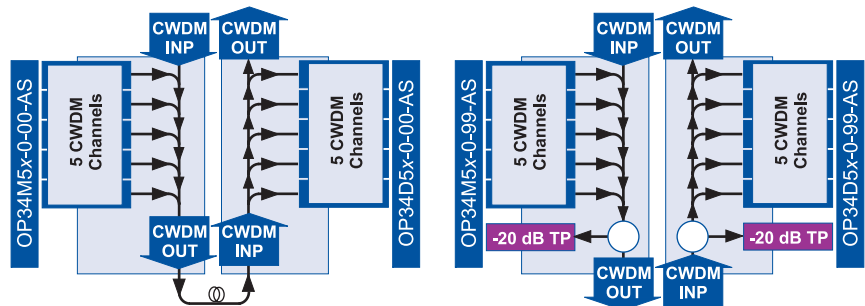 CWDM
INP
CWDM
OUT
OP34M5x-0-00-AS
5 CWDM
Channels
5 CWDM
Channels
OP34D5x-0-00-AS
CWDM
OUT
CWDM
INP
CWDM
INP
CWDM
OUT
OP34M5x-0-99-AS
5 CWDM
Channels
5 CWDM
Channels
OP34D5x-0-99-AS
-20 dB TP
-20 dB TP
CWDM
OUT
CWDM
INP